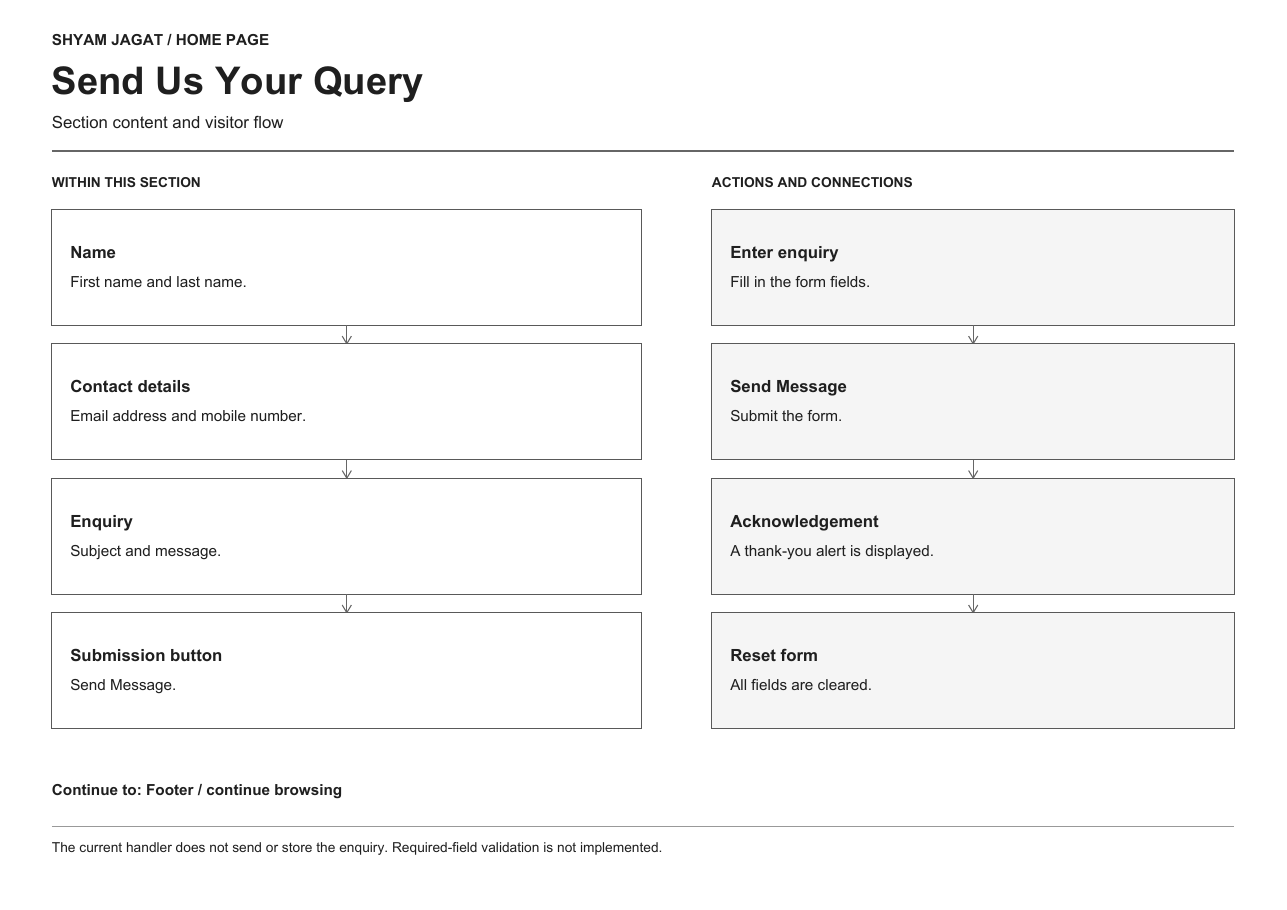 SHYAM JAGAT / HOME PAGE
Send Us Your Query
Section content and visitor flow
WITHIN THIS SECTION
Name
First name and last name.
Contact details
Email address and mobile number.
Enquiry
Subject and message.
Submission button
Send Message.
ACTIONS AND CONNECTIONS
Enter enquiry
Fill in the form fields.
Send Message
Submit the form.
Acknowledgement
A thank-you alert is displayed.
Reset form
All fields are cleared.
Continue to: Footer / continue browsing
The current handler does not send or store the enquiry. Required-field validation is not implemented.